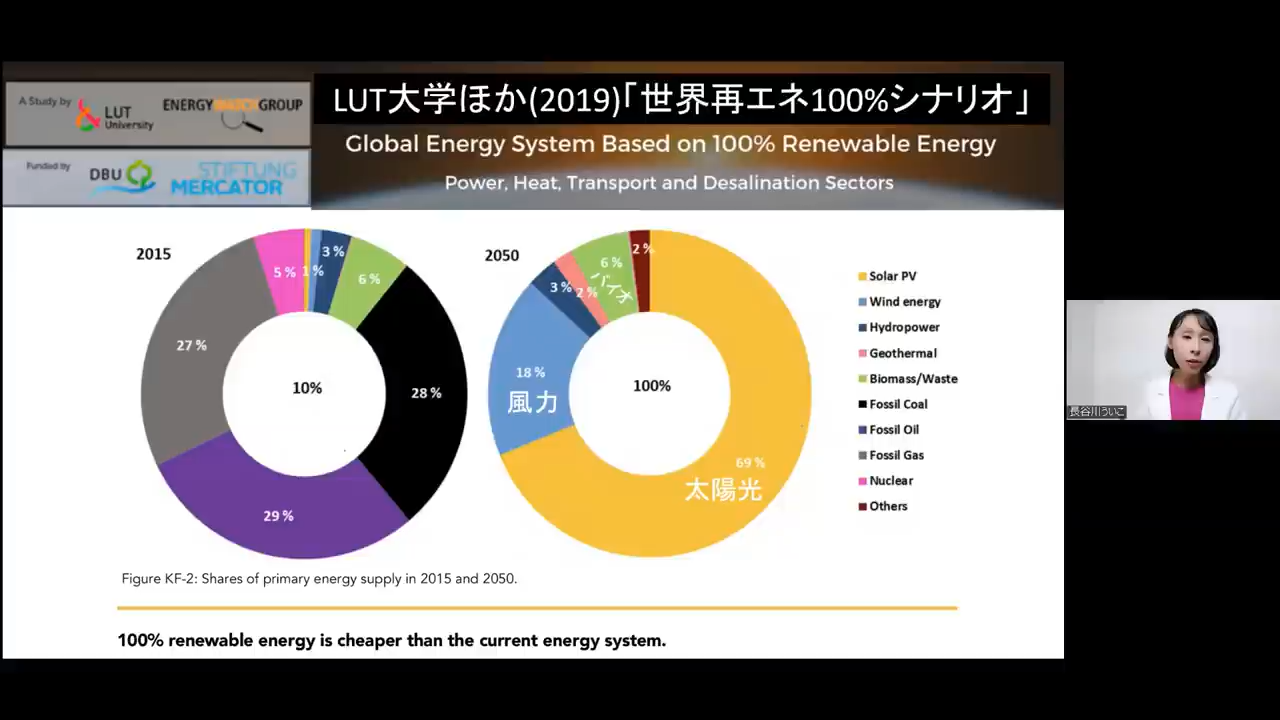 A Study by
LUT
University
ENERGYWATCHGROUP
Funded by
DBU
STIFTUNG
MERCATOR
LUT大学ほか(2019)「世界再エネ100%シナリオ」
Global Energy System Based on 100% Renewable Energy
Power, Heat, Transport and Desalination Sectors
2015
5 %
1 %
3 %
6 %
27 %
10%
28 %
29 %
2050
2 %
6 %
バイオ
3 %
2 %
18 %
風力
100%
69 %
太陽光
Solar PV
Wind energy
Hydropower
Geothermal
Biomass/Waste
Fossil Coal
Fossil Oil
Fossil Gas
Nuclear
Others
Figure KF-2: Shares of primary energy supply in 2015 and 2050.
100% renewable energy is cheaper than the current energy system.
長谷川ういこ